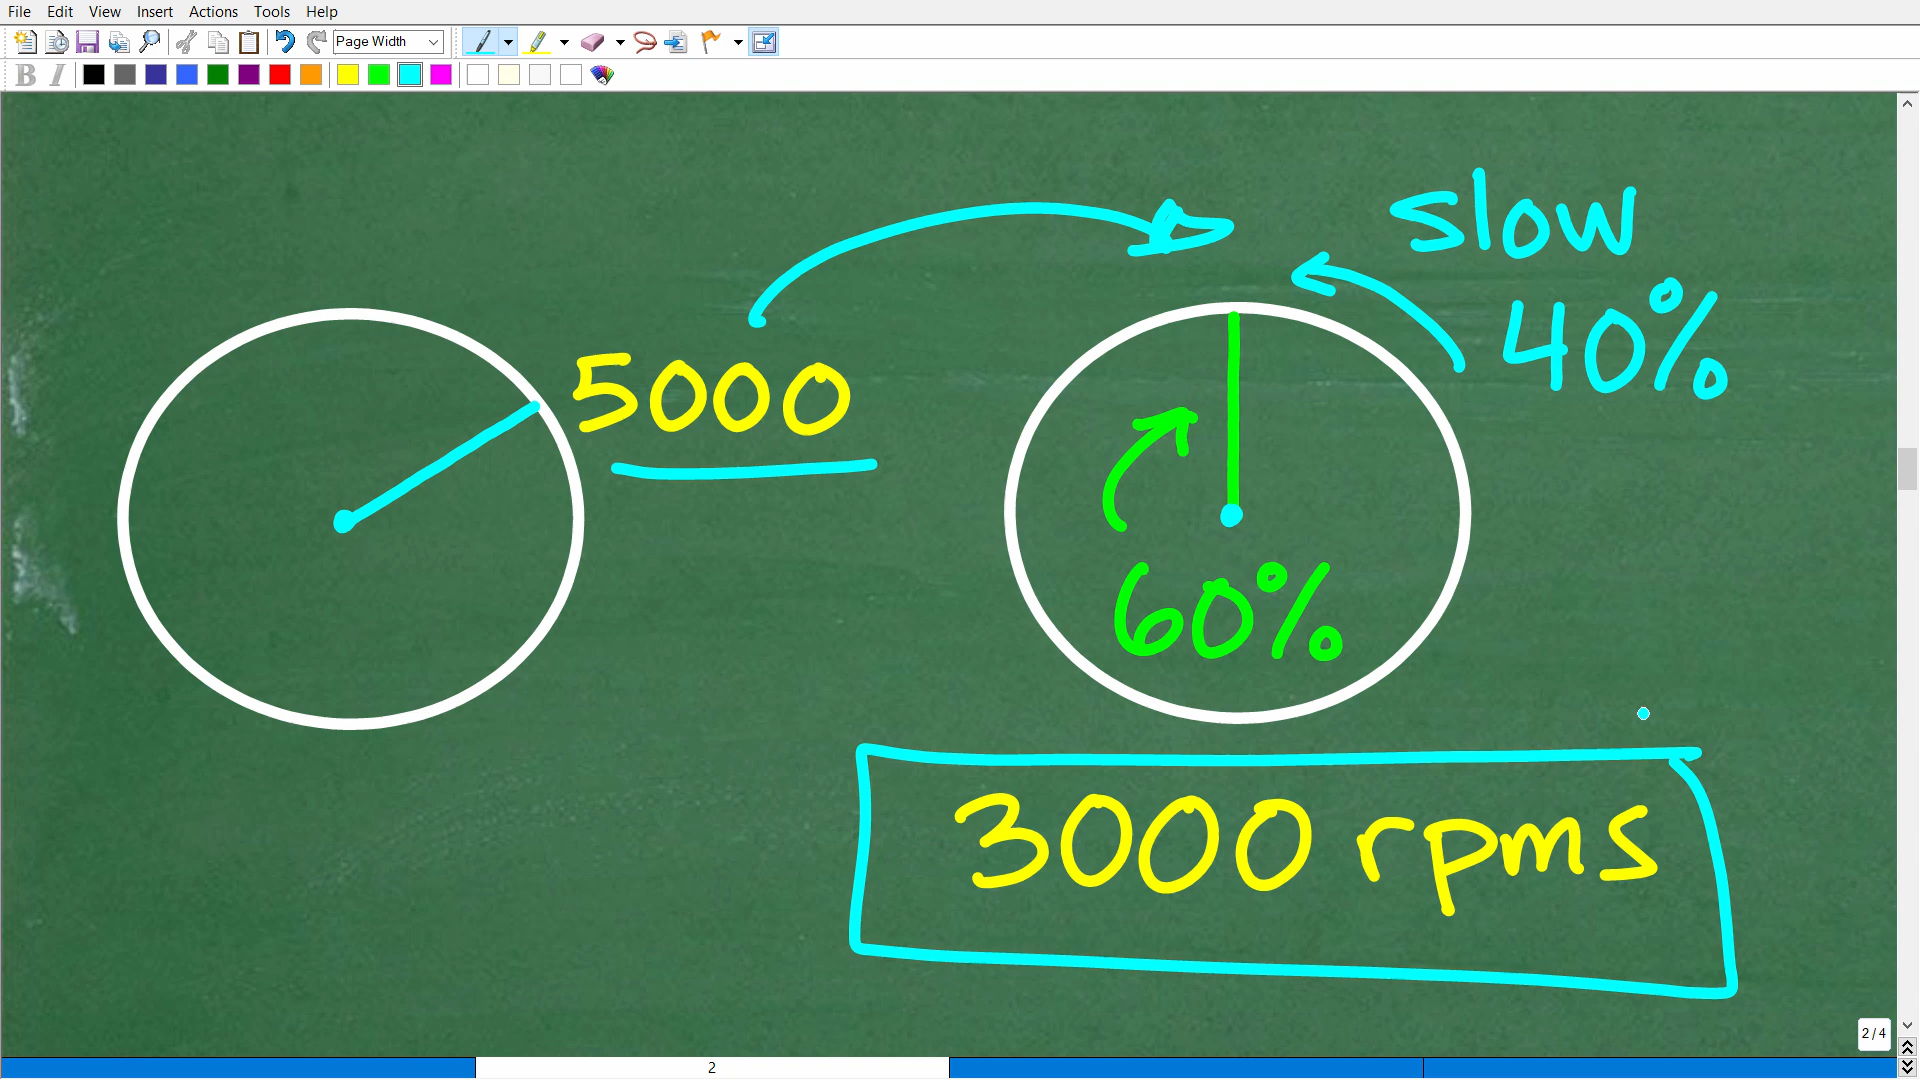 File Edit View Insert Actions Tools Help
Page Width
B I
slow
40%
5000
60%
3000 rpms
2 / 4
2